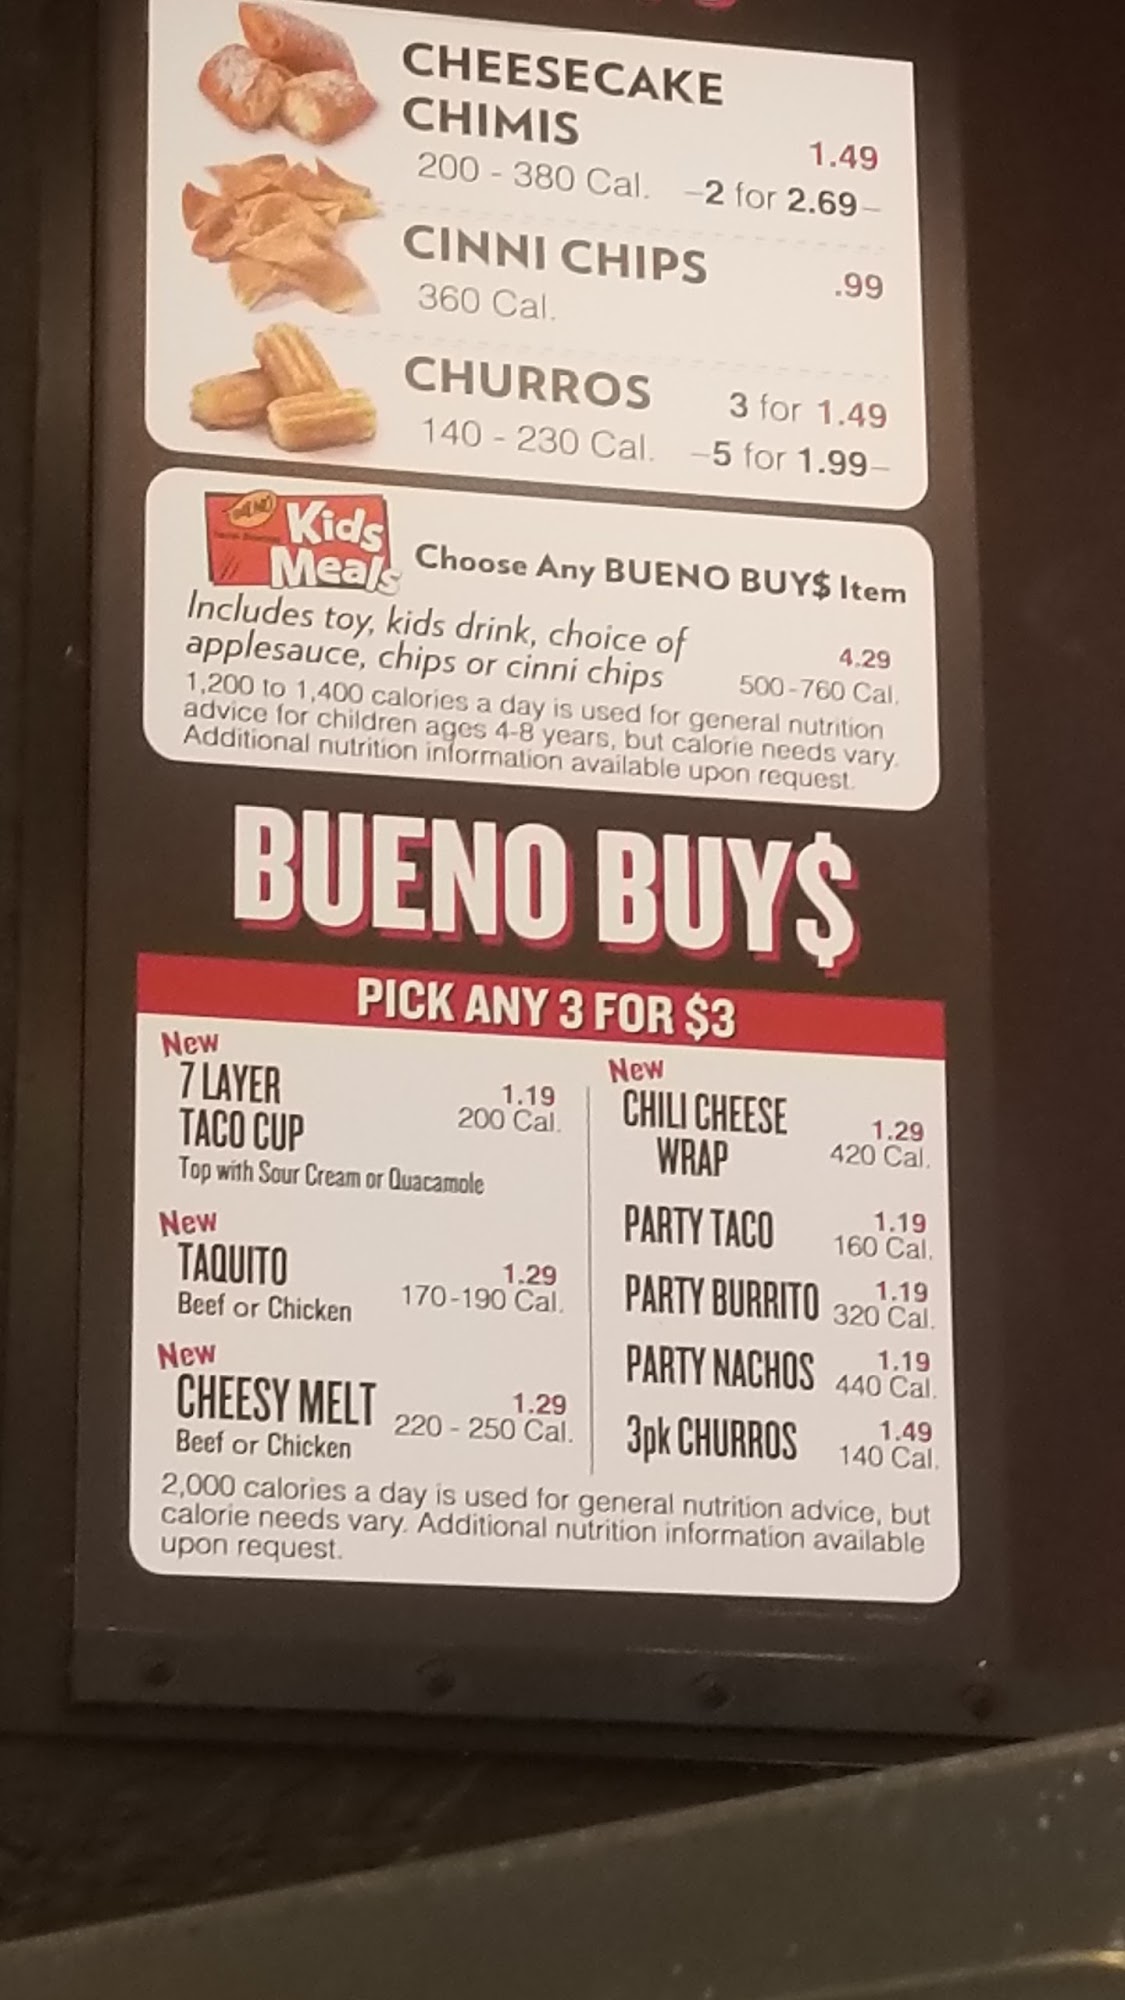 CHEESECAKE
CHIMIS 1.49
200 - 380 Cal. –2 for 2.69–
CINNI CHIPS .99
360 Cal.
CHURROS 3 for 1.49
140 - 230 Cal. –5 for 1.99–
Kids
Meals
Choose Any BUENO BUY$ Item
Includes toy, kids drink, choice of
applesauce, chips or cinni chips
4.29
500-760 Cal.
1,200 to 1,400 calories a day is used for general nutrition
advice for children ages 4-8 years, but calorie needs vary.
Additional nutrition information available upon request.
BUENO BUY$
PICK ANY 3 FOR $3
New
7 LAYER 1.19
TACO CUP 200 Cal.
Top with Sour Cream or Quacamole
New
TAQUITO 1.29
Beef or Chicken 170-190 Cal.
New
CHEESY MELT 1.29
220 - 250 Cal.
Beef or Chicken
New
CHILI CHEESE 1.29
WRAP 420 Cal.
PARTY TACO 1.19
160 Cal.
PARTY BURRITO 1.19
320 Cal.
PARTY NACHOS 1.19
440 Cal.
3pk CHURROS 1.49
140 Cal.
2,000 calories a day is used for general nutrition advice, but
calorie needs vary. Additional nutrition information available
upon request.